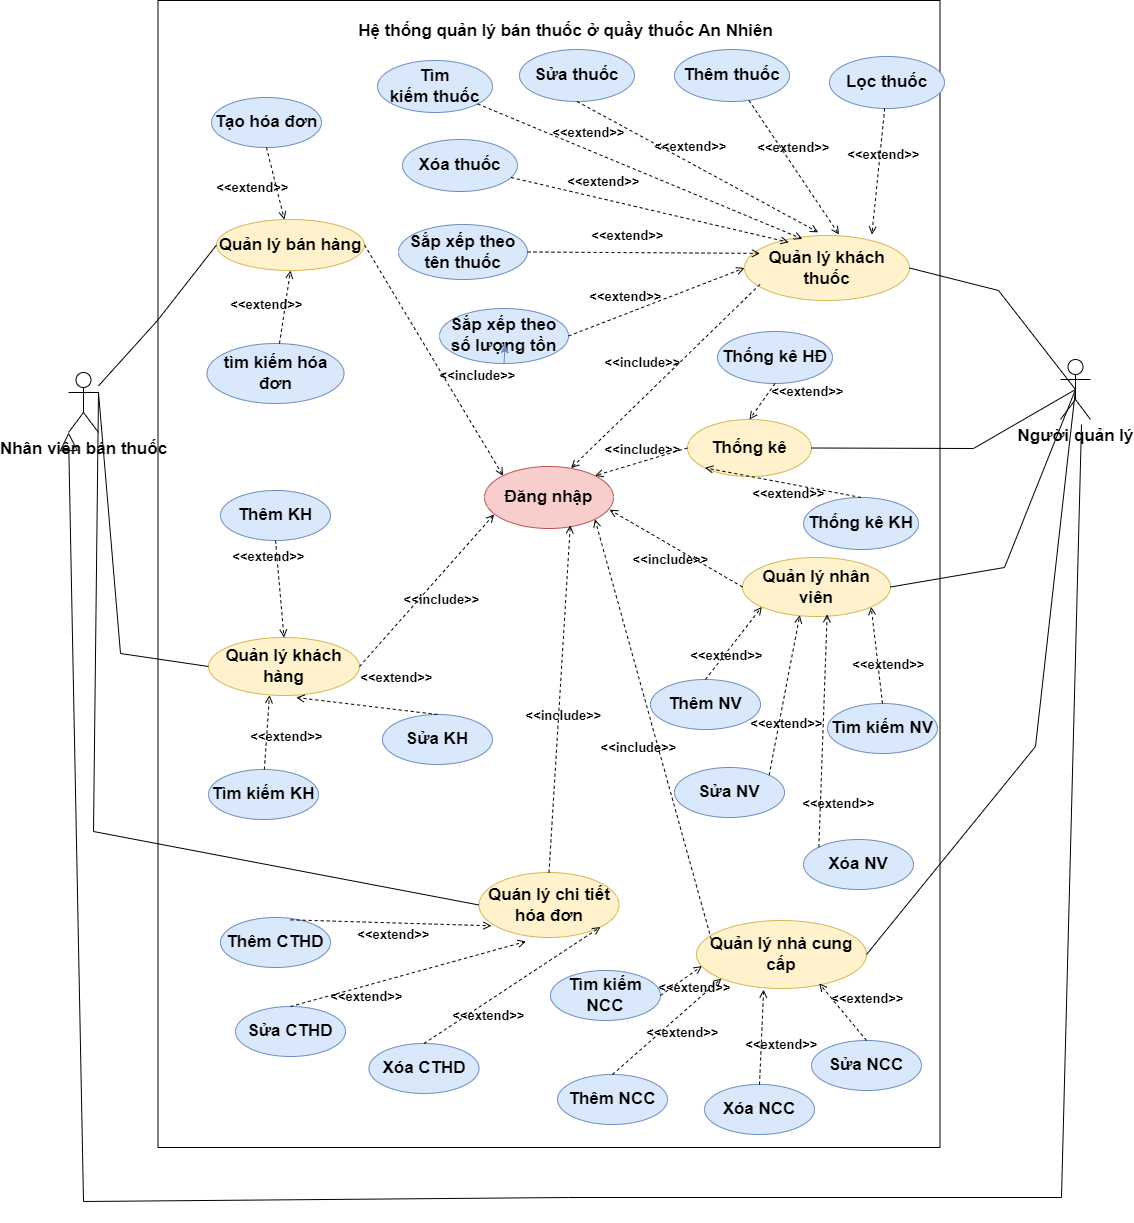 Hệ thống quản lý bán thuốc ở quầy thuốc An Nhiên
Tìm
kiếm thuốc
Sửa thuốc
Thêm thuốc
Lọc thuốc
Tạo hóa đơn
<<extend>>
<<extend>>
<<extend>>
<<extend>>
Xóa thuốc
<<extend>>
<<extend>>
Sắp xếp theo
tên thuốc
<<extend>>
Quản lý bán hàng
Quản lý khách
thuốc
<<extend>>
<<extend>>
Sắp xếp theo
số lượng tồn
tìm kiếm hóa
đơn
<<include>>
<<include>>
Thống kê HĐ
<<extend>>
Nhân viên bán thuốc
Người quản lý
<<include>>
Thống kê
Đăng nhập
<<extend>>
Thêm KH
Thống kê KH
<<extend>>
<<include>>
Quản lý nhân
viên
<<include>>
Quản lý khách
hàng
<<extend>>
<<extend>>
<<extend>>
Thêm NV
<<extend>>
Sửa KH
<<include>>
<<extend>>
Tìm kiếm NV
<<include>>
Tìm kiếm KH
Sửa NV
<<extend>>
Xóa NV
Quán lý chi tiết
hóa đơn
Thêm CTHD
<<extend>>
Quản lý nhà cung
cấp
Tìm kiếm
NCC
<<extend>>
<<extend>>
<<extend>>
Sửa CTHD
<<extend>>
<<extend>>
<<extend>>
Xóa CTHD
Sửa NCC
Thêm NCC
Xóa NCC